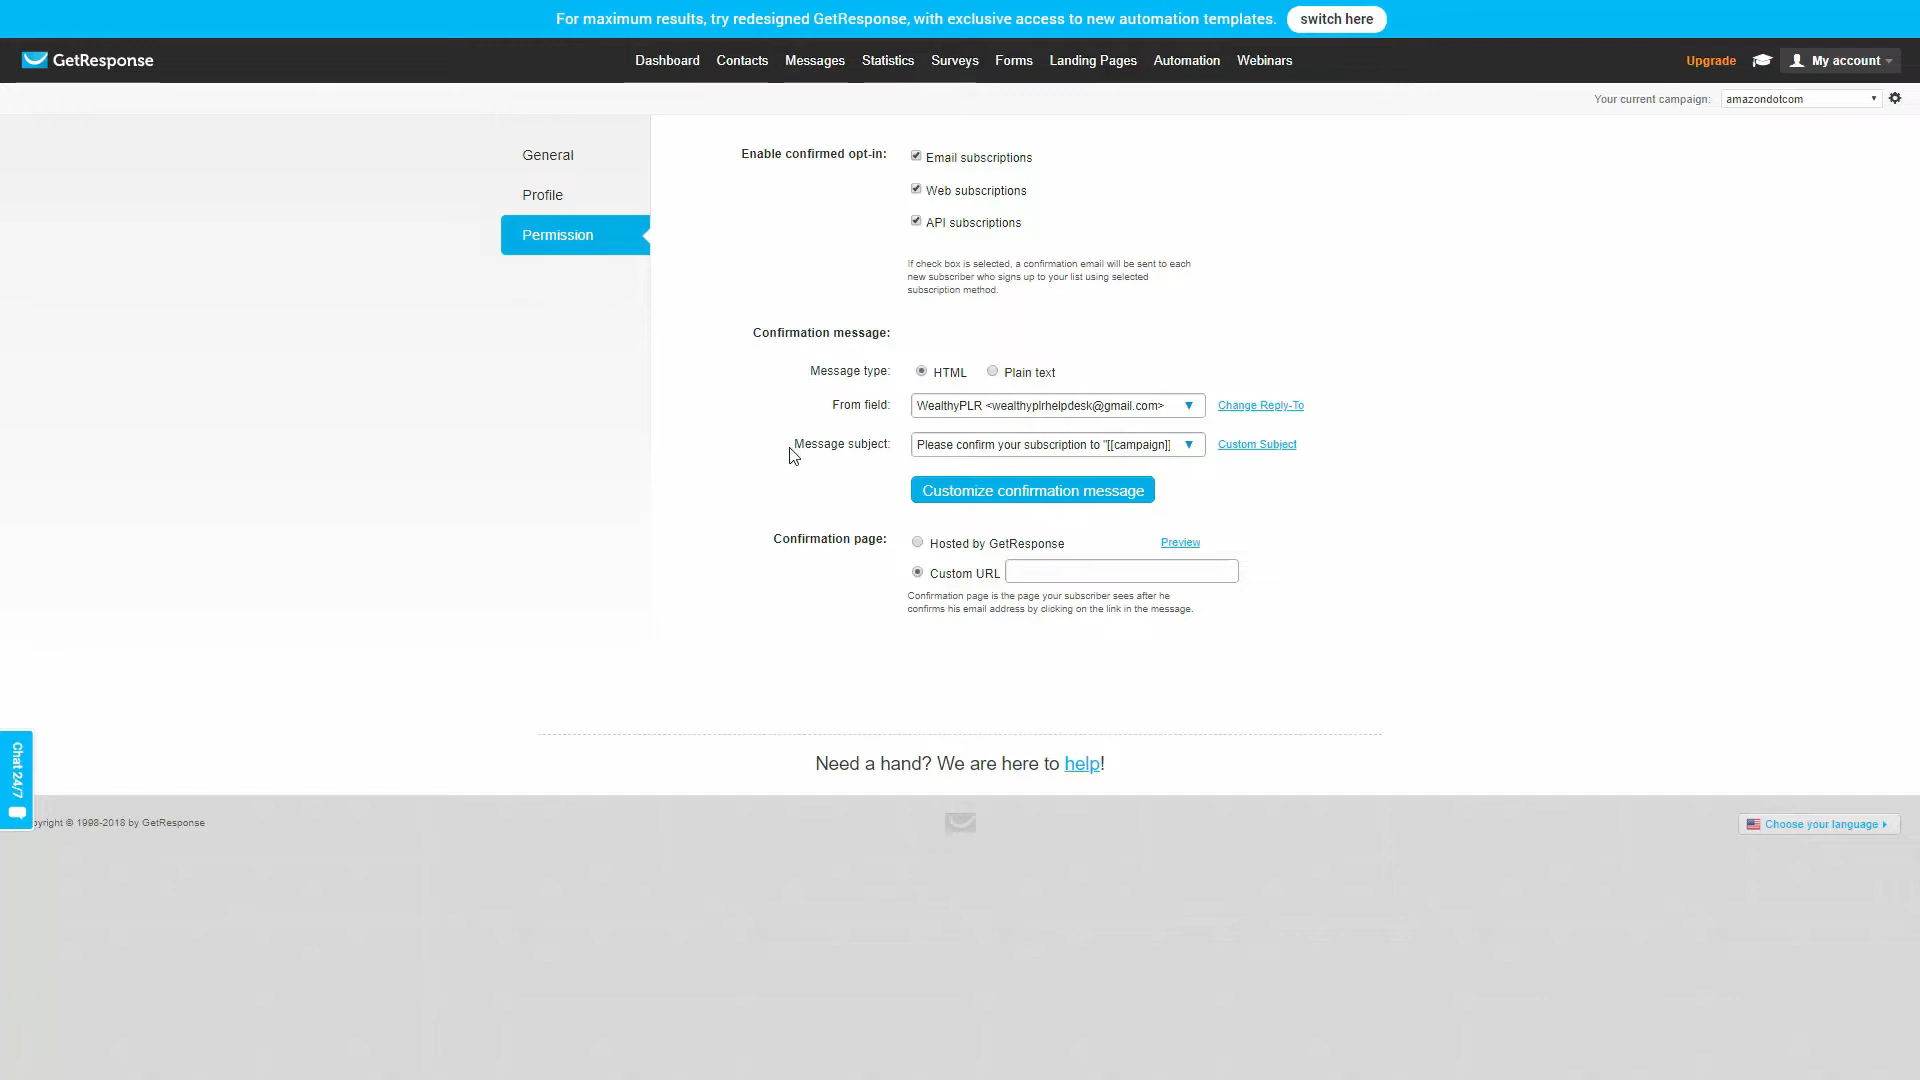 For maximum results, try redesigned GetResponse, with exclusive access to new automation templates. switch here
GetResponse Dashboard Contacts Messages Statistics Surveys Forms Landing Pages Automation Webinars Upgrade My account
Your current campaign: amazondotcom
General
Profile
Permission
Enable confirmed opt-in: Email subscriptions
Web subscriptions
API subscriptions
If check box is selected, a confirmation email will be sent to each
new subscriber who signs up to your list using selected
subscription method.
Confirmation message:
Message type: HTML Plain text
From field: WealthyPLR <wealthyplrhelpdesk@gmail.com> Change Reply-To
Message subject: Please confirm your subscription to "[[campaign]] Custom Subject
Customize confirmation message
Confirmation page: Hosted by GetResponse Preview
Custom URL
Confirmation page is the page your subscriber sees after he
confirms his email address by clicking on the link in the message.
Need a hand? We are here to help!
Chat 24/7
pyright © 1998-2018 by GetResponse
Choose your language